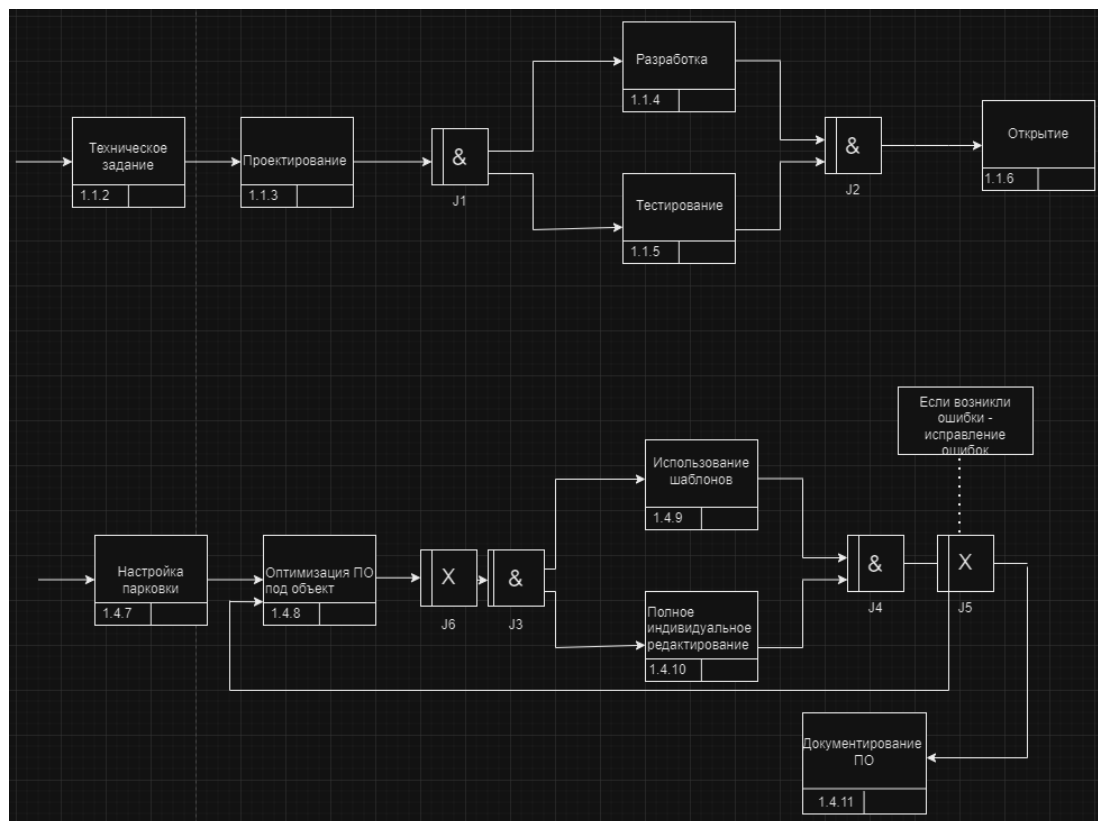 Разработка
1.1.4
Техническое
задание
1.1.2
Проектирование
1.1.3
&
J1
&
J2
Открытие
1.1.6
Тестирование
1.1.5
Если возникли
ошибки -
исправление
ошибок
Использование
шаблонов
1.4.9
Настройка
парковки
1.4.7
Оптимизация ПО
под объект
1.4.8
X
J6
&
J3
&
J4
X
J5
Полное
индивидуальное
редактирование
1.4.10
Документирование
ПО
1.4.11